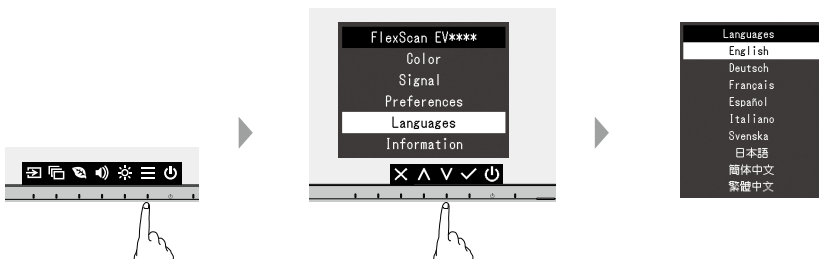 FlexScan EV****
Color
Signal
Preferences
Languages
Information
Languages
English
Deutsch
Français
Español
Italiano
Svenska
日本語
簡体中文
繁體中文